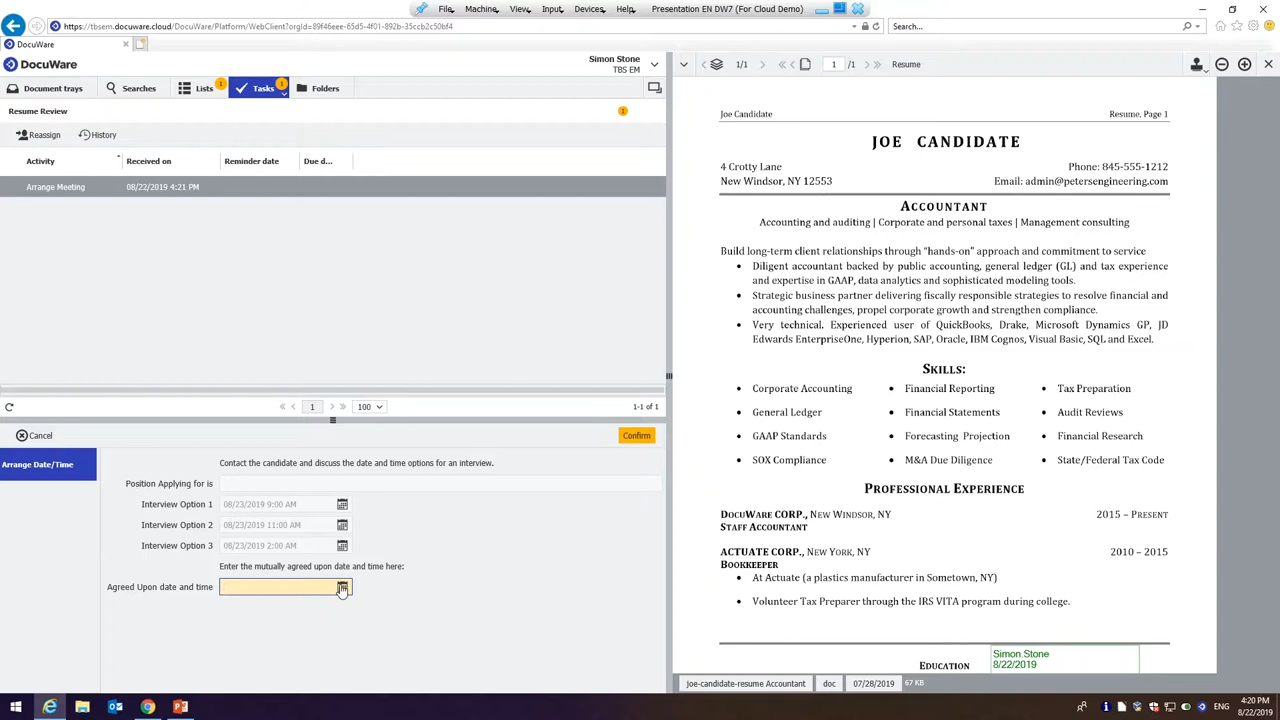 File Machine View Input Devices Help Presentation EN DW7 (For Cloud Demo)
https://tbsem.docuware.cloud/DocuWare/Platform/WebClient?orgId=89f46eee-65d5-4f01-892b-35ccb2c50bf4
Search...
DocuWare
DocuWare
Simon Stone
TBS EM
Document trays Searches Lists 1 Tasks 1 Folders
Resume Review 1
Reassign History
Activity Received on Reminder date Due d...
Arrange Meeting 08/22/2019 4:21 PM
1 100 1-1 of 1
Cancel Confirm
Arrange Date/Time
Contact the candidate and discuss the date and time options for an interview.
Position Applying for is
Interview Option 1 08/23/2019 9:00 AM
Interview Option 2 08/23/2019 11:00 AM
Interview Option 3 08/23/2019 2:00 AM
Enter the mutually agreed upon date and time here:
Agreed Upon date and time
1/1 1 /1 Resume
Joe Candidate Resume, Page 1
JOE CANDIDATE
4 Crotty Lane Phone: 845-555-1212
New Windsor, NY 12553 Email: admin@petersengineering.com
ACCOUNTANT
Accounting and auditing | Corporate and personal taxes | Management consulting
Build long-term client relationships through “hands-on” approach and commitment to service
• Diligent accountant backed by public accounting, general ledger (GL) and tax experience
and expertise in GAAP, data analytics and sophisticated modeling tools.
• Strategic business partner delivering fiscally responsible strategies to resolve financial and
accounting challenges, propel corporate growth and strengthen compliance.
• Very technical. Experienced user of QuickBooks, Drake, Microsoft Dynamics GP, JD
Edwards EnterpriseOne, Hyperion, SAP, Oracle, IBM Cognos, Visual Basic, SQL and Excel.
SKILLS:
• Corporate Accounting • Financial Reporting • Tax Preparation
• General Ledger • Financial Statements • Audit Reviews
• GAAP Standards • Forecasting Projection • Financial Research
• SOX Compliance • M&A Due Diligence • State/Federal Tax Code
PROFESSIONAL EXPERIENCE
DOCUWARE CORP., NEW WINDSOR, NY 2015 – PRESENT
STAFF ACCOUNTANT
ACTUATE CORP., NEW YORK, NY 2010 – 2015
BOOKKEEPER
• At Actuate (a plastics manufacturer in Sometown, NY)
• Volunteer Tax Preparer through the IRS VITA program during college.
EDUCATION
Simon.Stone
8/22/2019
joe-candidate-resume Accountant doc 07/28/2019 67 KB
ENG 4:20 PM
8/22/2019